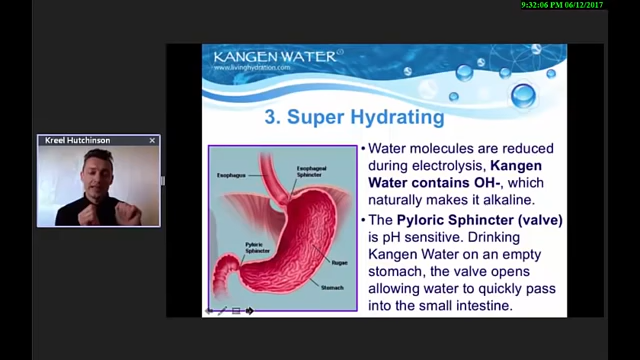 9:32:06 PM 06/12/2017
KANGEN WATER®
www.livinghydration.com
Kreel Hutchinson
3. Super Hydrating
Esophagus
Esophageal
Sphincter
Pyloric
Sphincter
Rugae
Stomach
• Water molecules are reduced
during electrolysis, Kangen
Water contains OH-, which
naturally makes it alkaline.
• The Pyloric Sphincter (valve)
is pH sensitive. Drinking
Kangen Water on an empty
stomach, the valve opens
allowing water to quickly pass
into the small intestine.